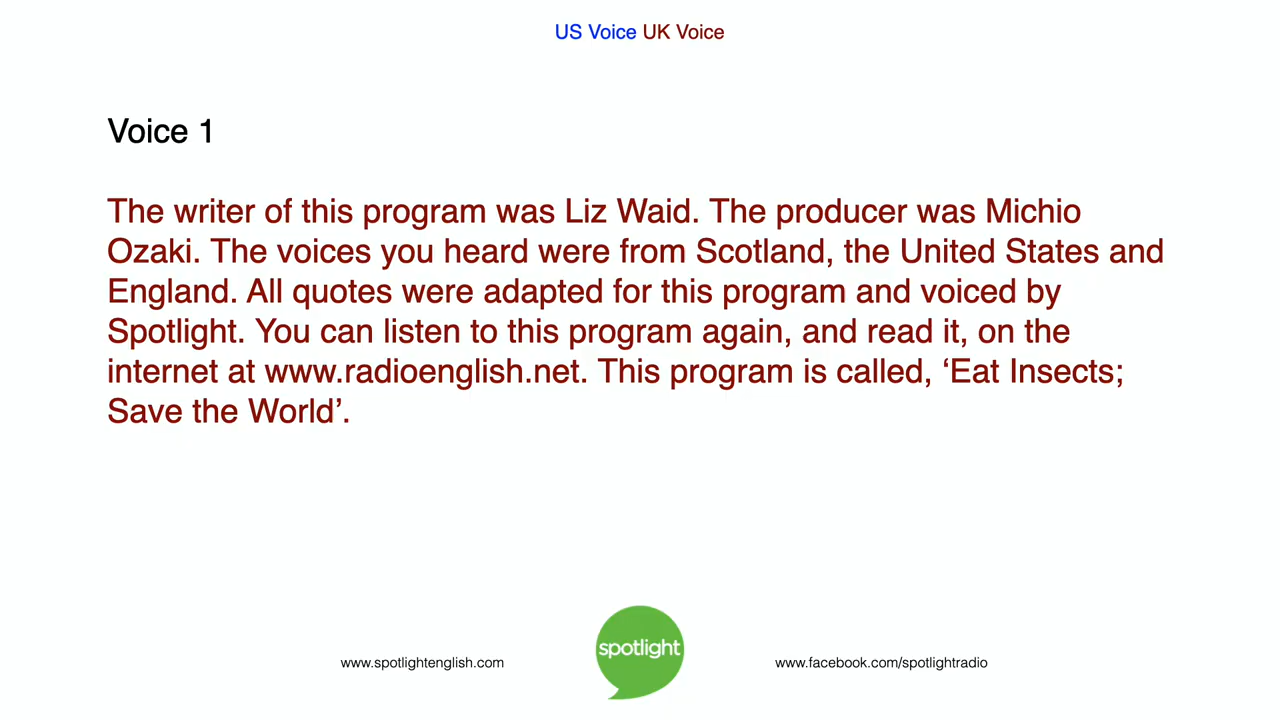 US Voice UK Voice
Voice 1
The writer of this program was Liz Waid. The producer was Michio
Ozaki. The voices you heard were from Scotland, the United States and
England. All quotes were adapted for this program and voiced by
Spotlight. You can listen to this program again, and read it, on the
internet at www.radioenglish.net. This program is called, ‘Eat Insects;
Save the World’.
www.spotlightenglish.com
spotlight
www.facebook.com/spotlightradio